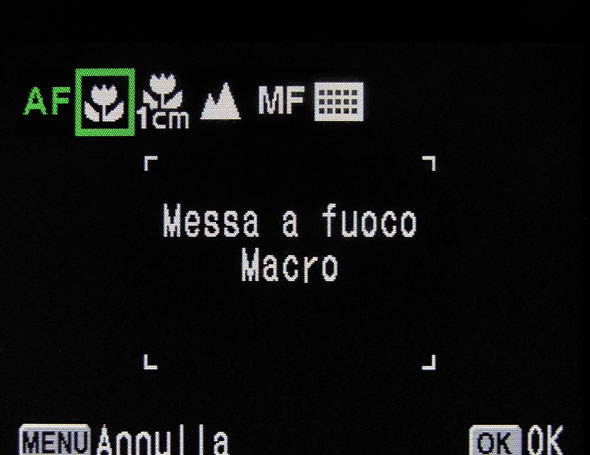 AF 1cm MF
Messa a fuoco
Macro
MENU Annulla OK OK